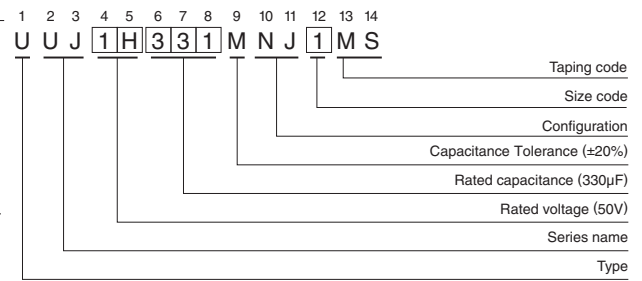 1 2 3 4 5 6 7 8 9 10 11 12 13 14
U U J 1 H 3 3 1 M N J 1 M S
Taping code
Size code
Configuration
Capacitance Tolerance (±20%)
Rated capacitance (330µF)
Rated voltage (50V)
Series name
Type